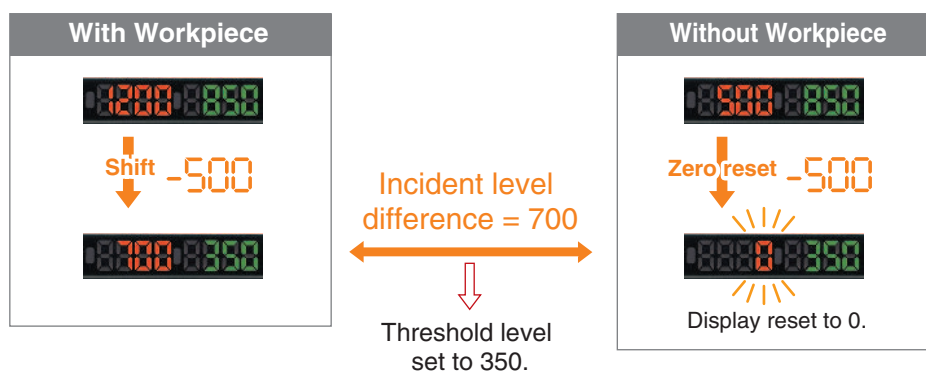 With Workpiece
1200 850
Shift -500
700 350
Incident level
difference = 700
Threshold level
set to 350.
Without Workpiece
500 850
Zero reset -500
0 350
Display reset to 0.